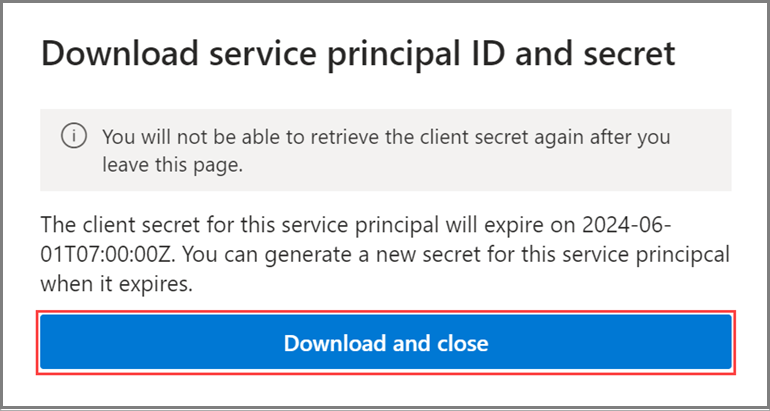 Download service principal ID and secret
You will not be able to retrieve the client secret again after you
leave this page.
The client secret for this service principal will expire on 2024-06-
01T07:00:00Z. You can generate a new secret for this service principcal
when it expires.
Download and close